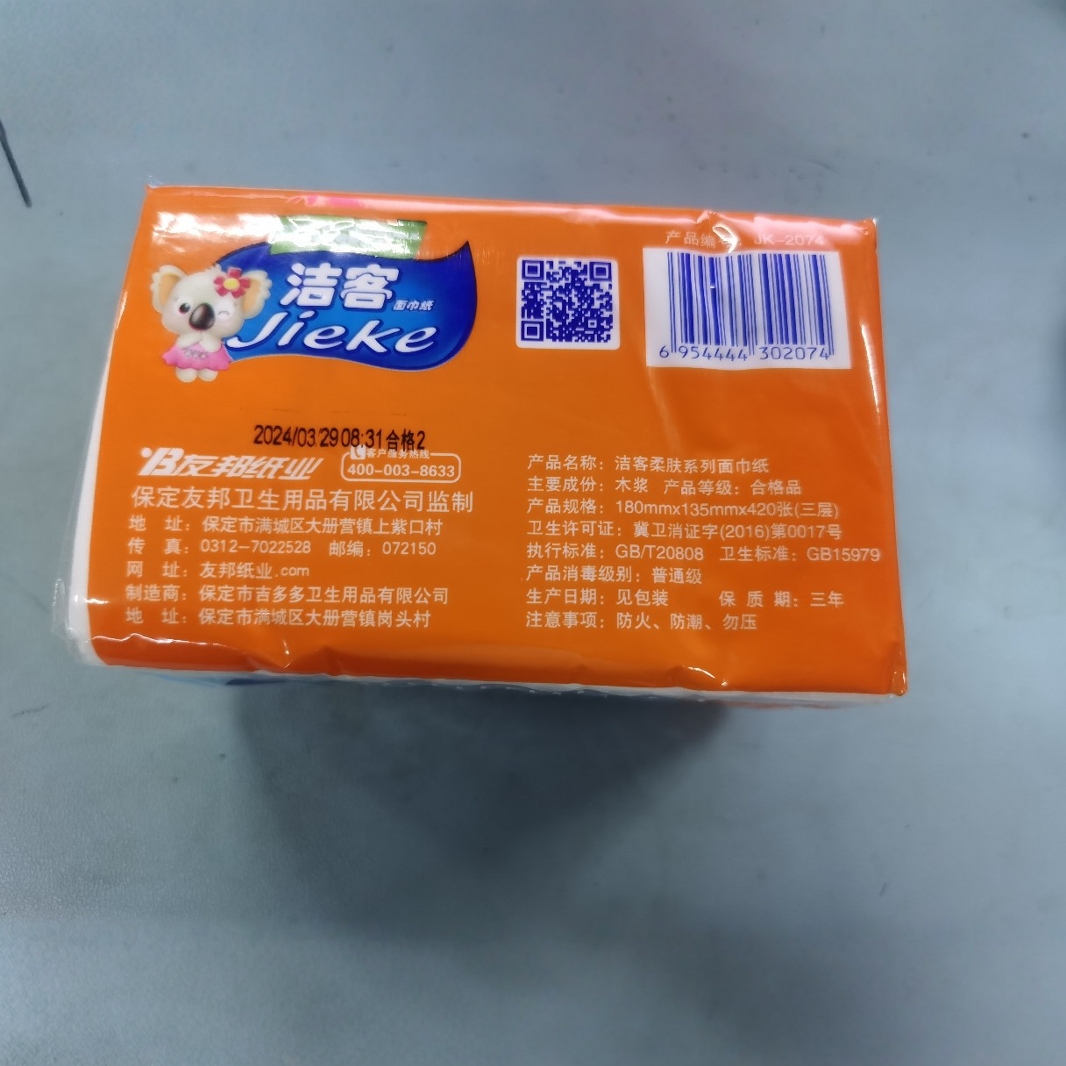 洁客
面巾纸
Jieke
产品编号：JK-2074
6 954444 302074
2024/03/29 08:31 合格2
友邦纸业
客户服务热线
400-003-8633
保定友邦卫生用品有限公司监制
地 址：保定市满城区大册营镇上紫口村
传 真：0312-7022528 邮编：072150
网 址：友邦纸业.com
制造商：保定市吉多多卫生用品有限公司
地 址：保定市满城区大册营镇岗头村
产品名称：洁客柔肤系列面巾纸
主要成份：木浆 产品等级：合格品
产品规格：180mmx135mmx420张(三层)
卫生许可证：冀卫消证字(2016)第0017号
执行标准：GB/T20808 卫生标准：GB15979
产品消毒级别：普通级
生产日期：见包装 保 质 期：三年
注意事项：防火、防潮、勿压